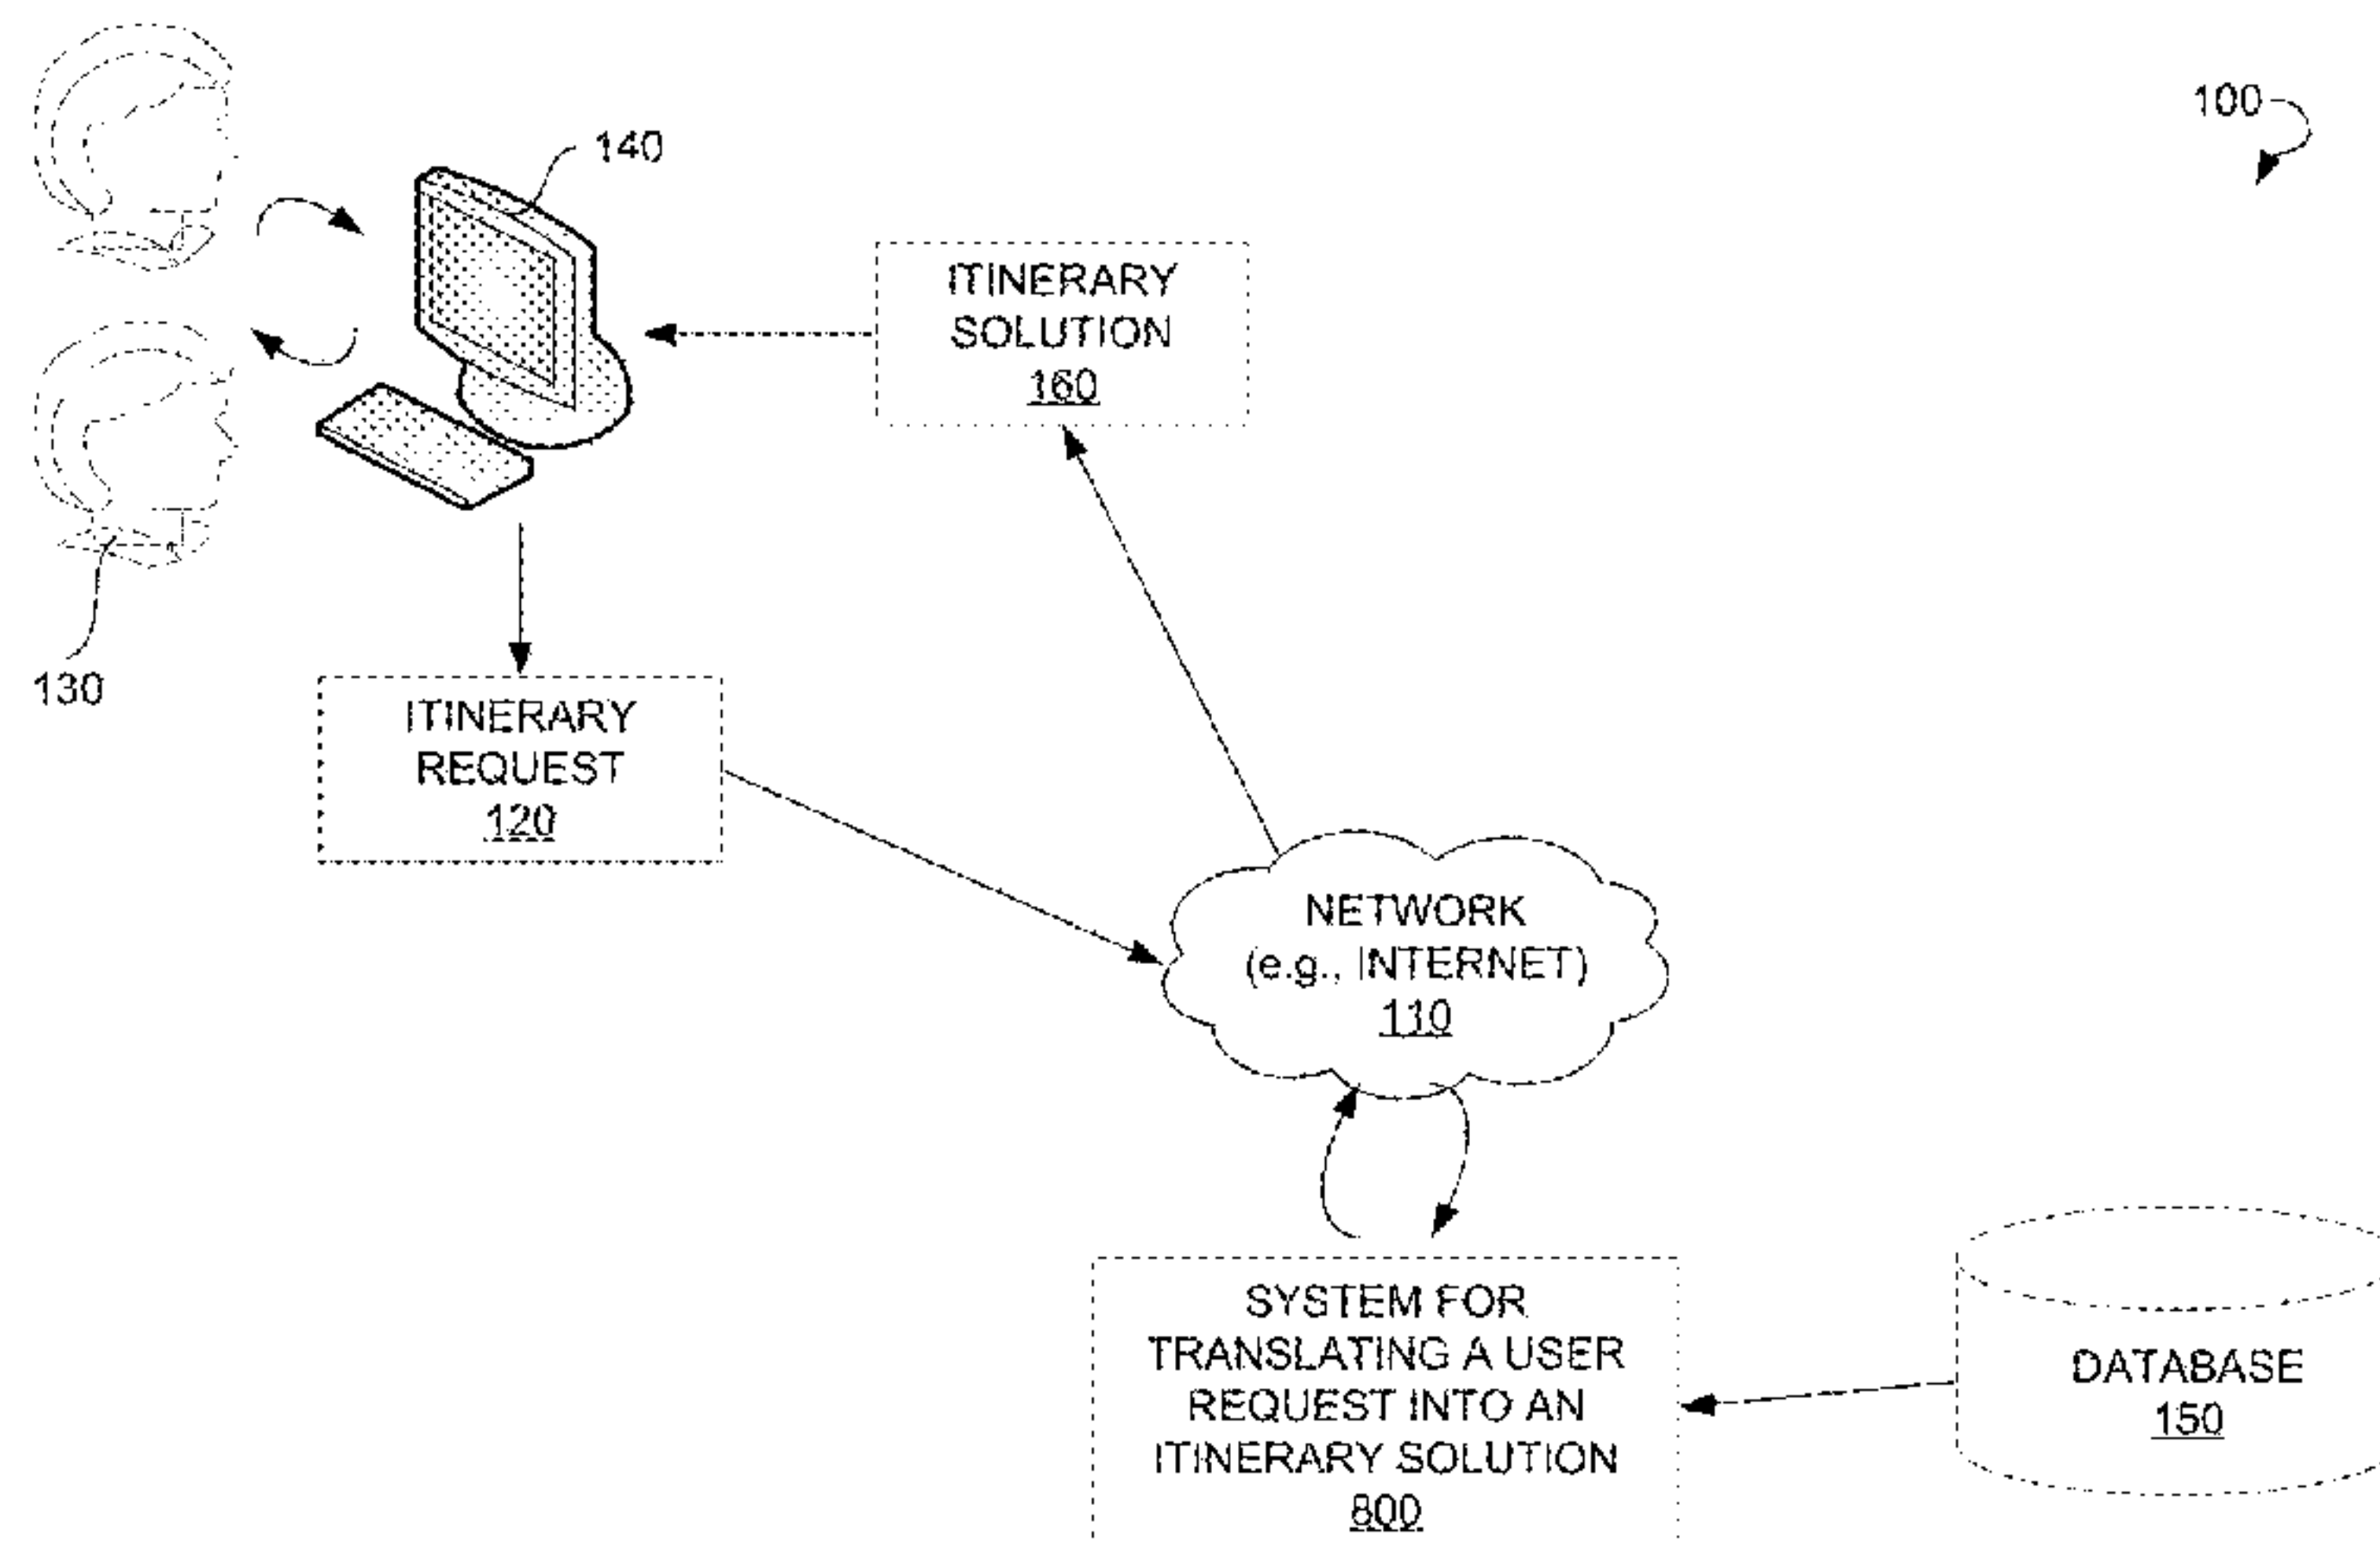 100
140
ITINERARY
SOLUTION
160
130
ITINERARY
REQUEST
120
NETWORK
(e.g., INTERNET)
110
SYSTEM FOR
TRANSLATING A USER
REQUEST INTO AN
ITINERARY SOLUTION
800
DATABASE
150